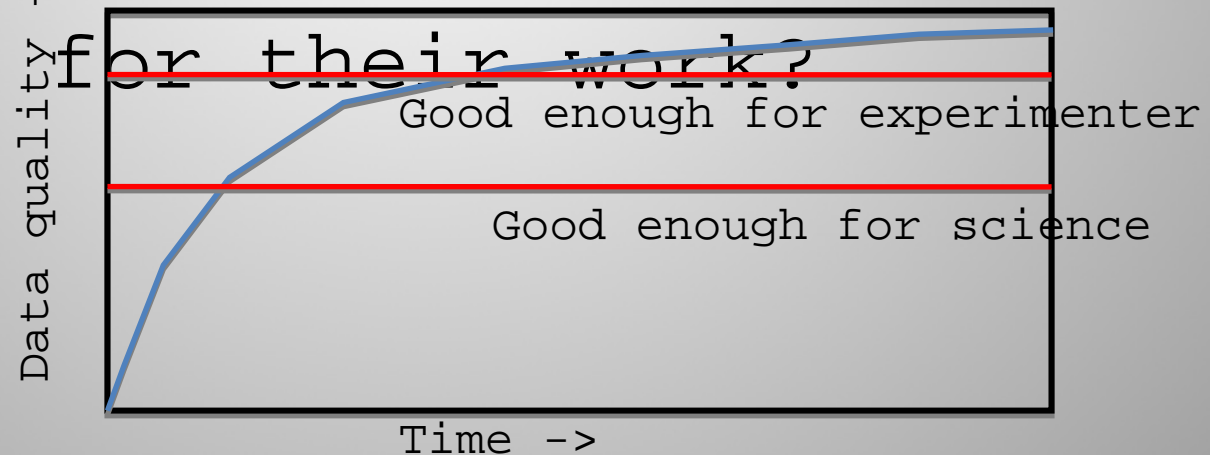 for their work?
Good enough for experimenter
Good enough for science
Data quality -
Time ->